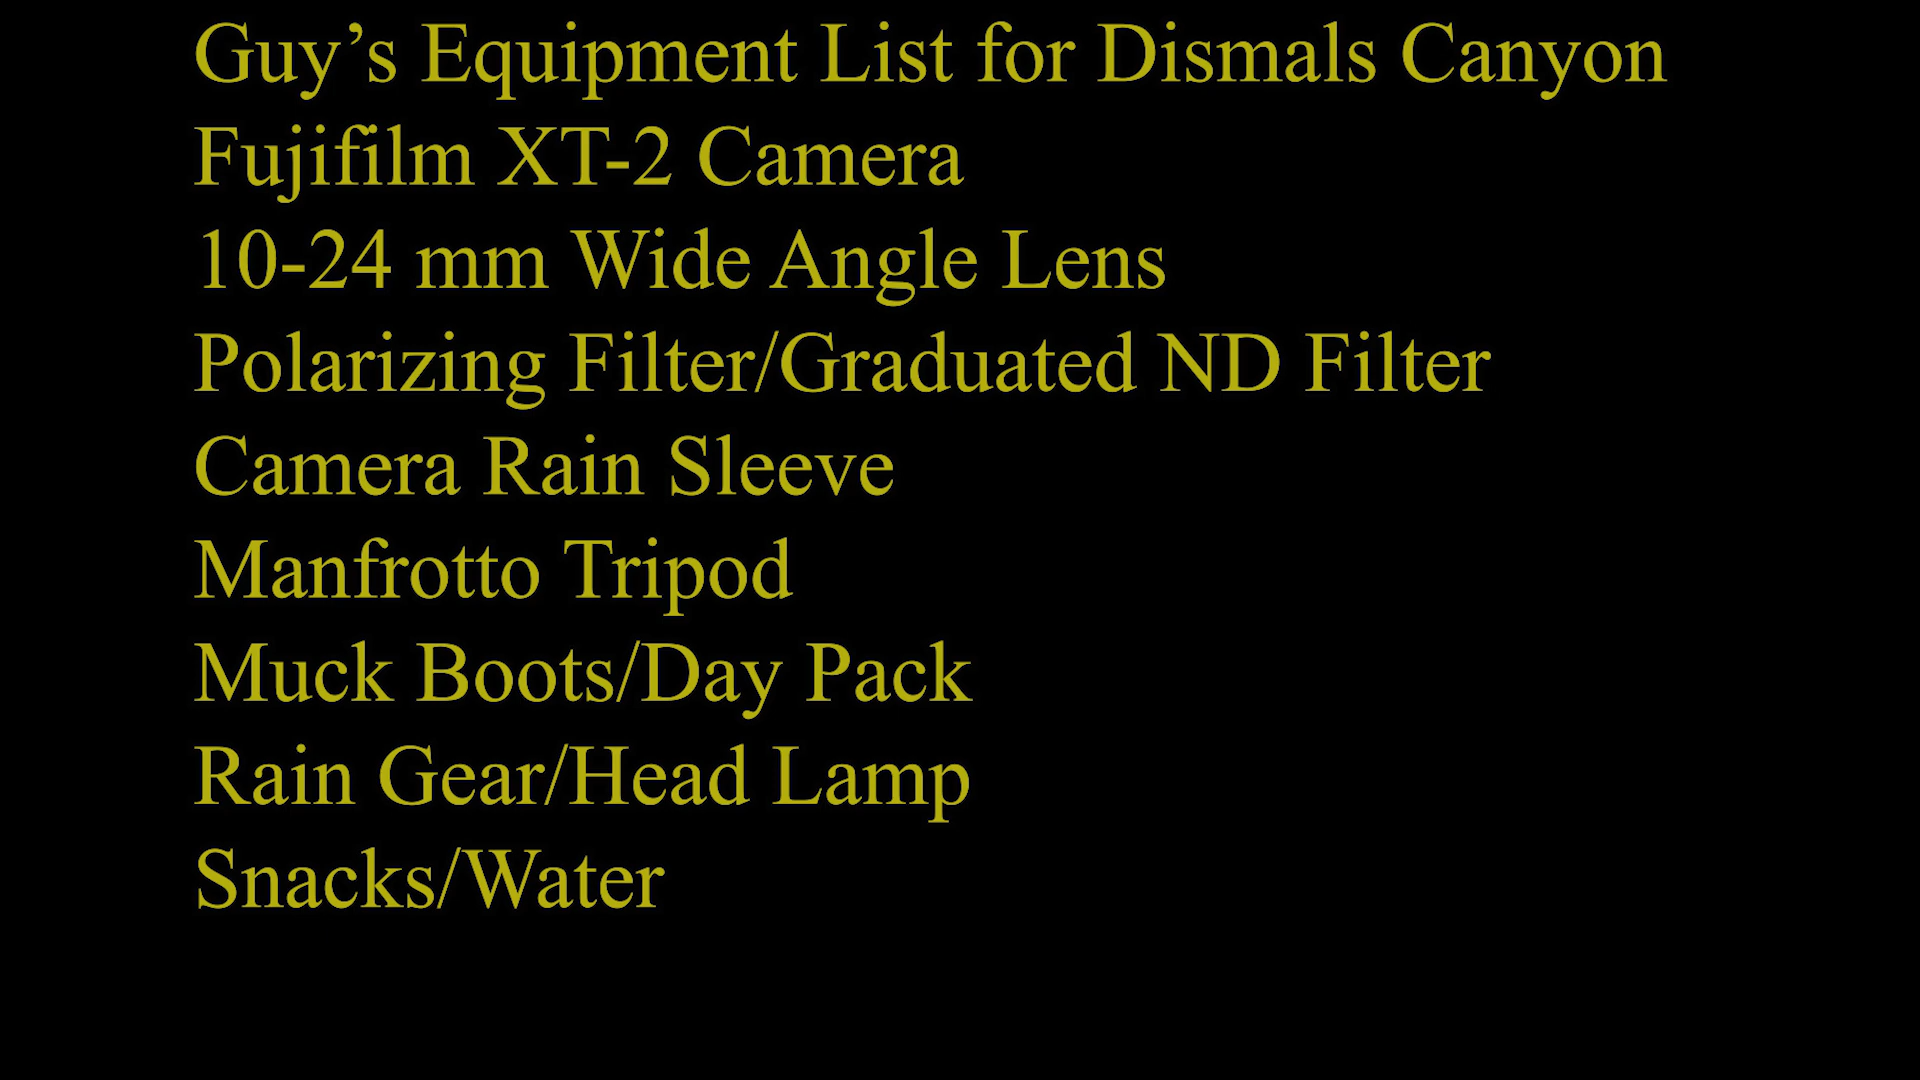 Guy’s Equipment List for Dismals Canyon
Fujifilm XT-2 Camera
10-24 mm Wide Angle Lens
Polarizing Filter/Graduated ND Filter
Camera Rain Sleeve
Manfrotto Tripod
Muck Boots/Day Pack
Rain Gear/Head Lamp
Snacks/Water